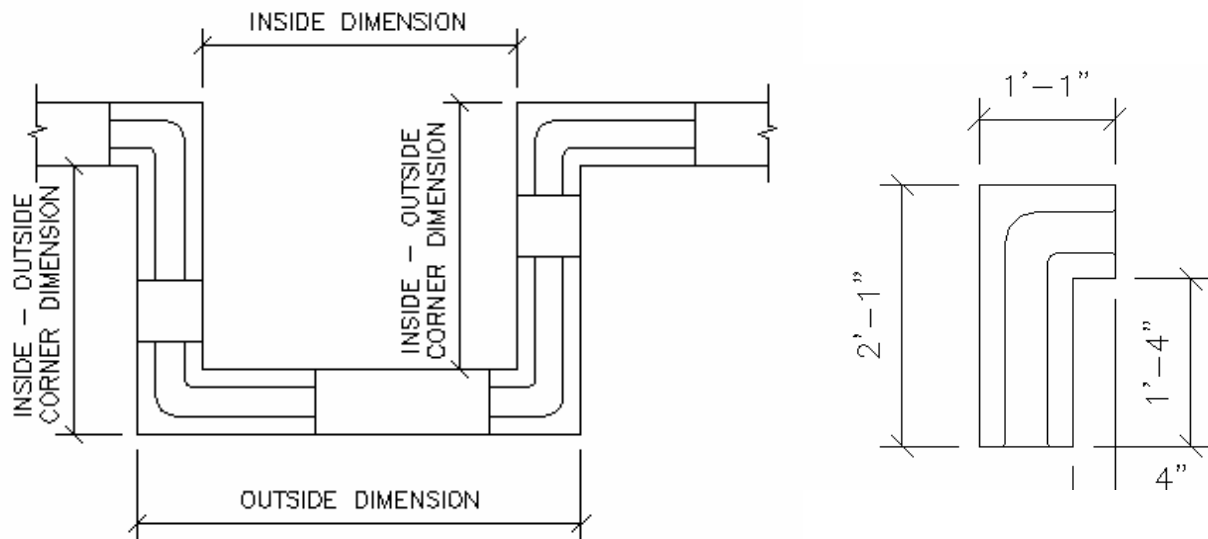 INSIDE DIMENSION
INSIDE - OUTSIDE
CORNER DIMENSION
INSIDE - OUTSIDE
CORNER DIMENSION
OUTSIDE DIMENSION
1'-1"
2'-1"
1'-4"
4"